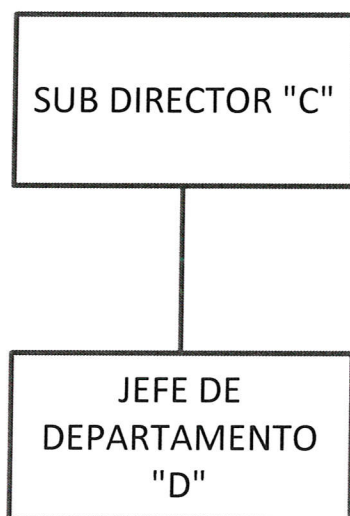 SUB DIRECTOR "C"
JEFE DE
DEPARTAMENTO
"D"